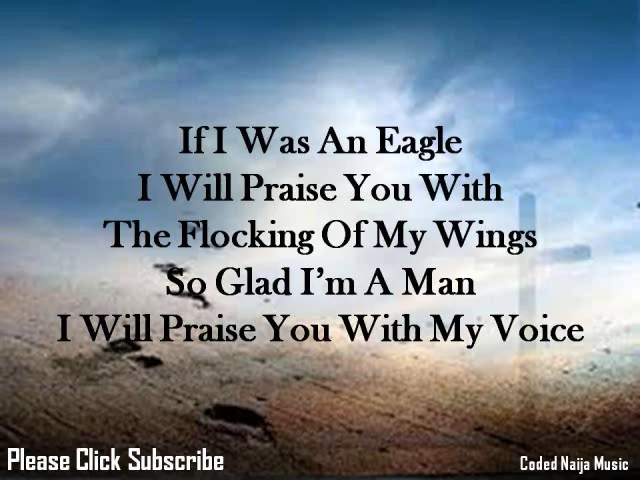 If I Was An Eagle
I Will Praise You With
The Flocking Of My Wings
So Glad I'm A Man
I Will Praise You With My Voice
Please Click Subscribe
Coded Naija Music